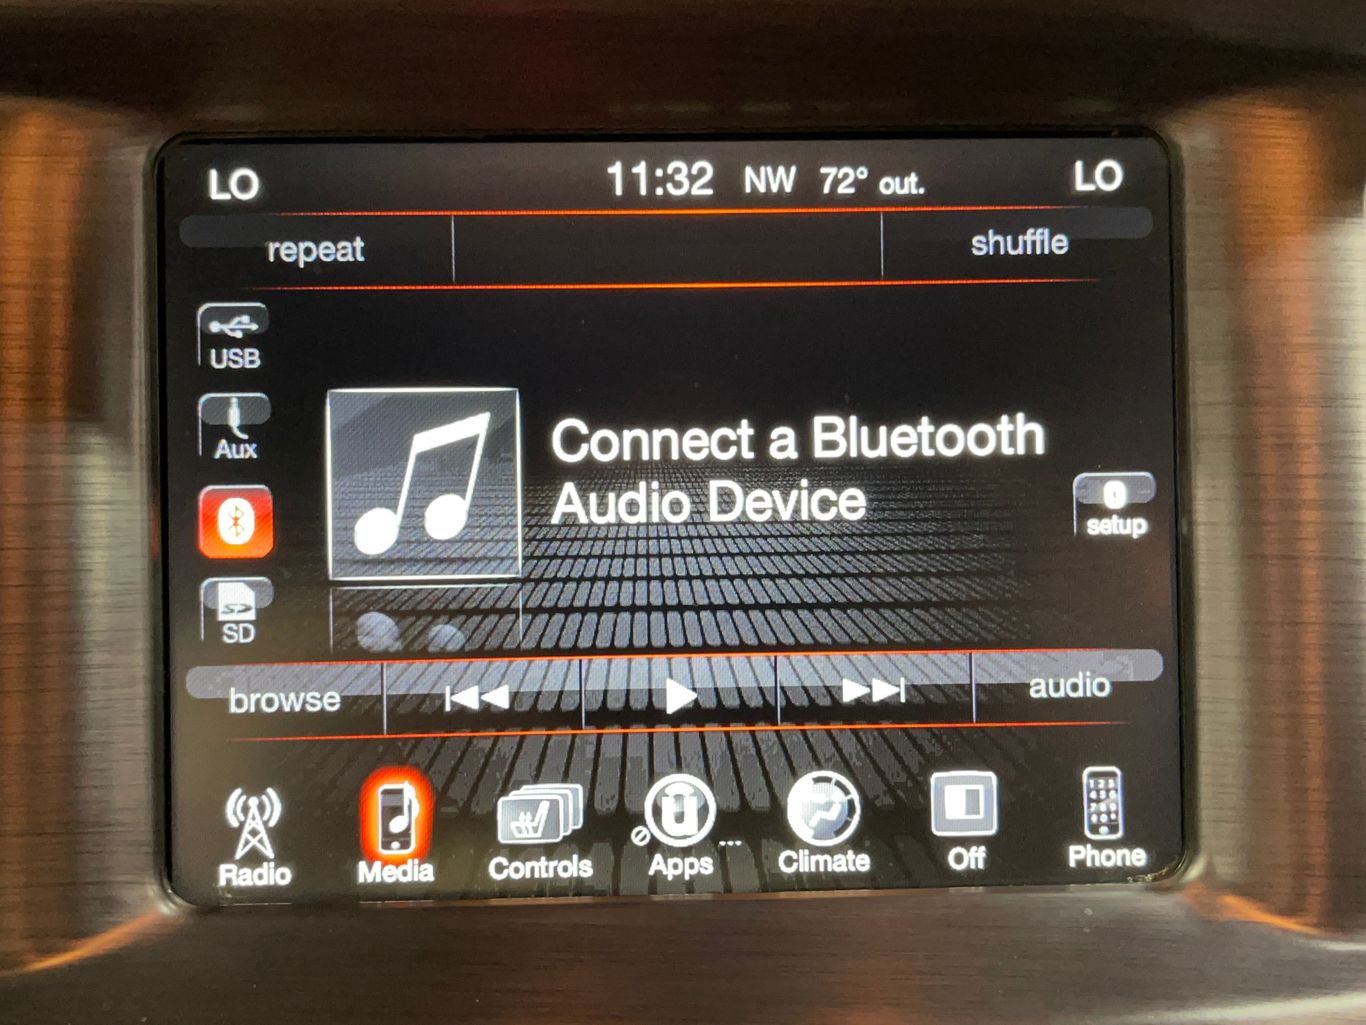 LO
11:32 NW 72° out.
LO
repeat
shuffle
USB
Aux
SD
Connect a Bluetooth
Audio Device
setup
browse
audio
Radio
Media
Controls
Apps
...
Climate
Off
Phone